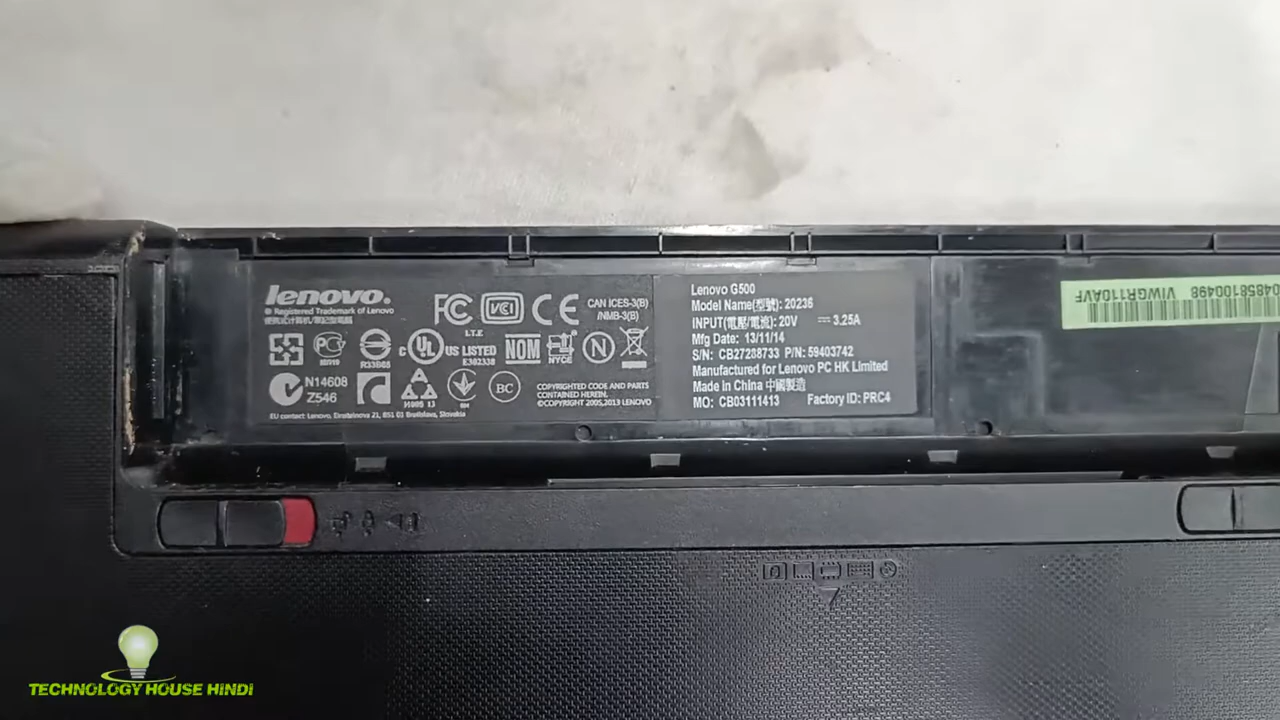 lenovo.
® Registered Trademark of Lenovo
FC
VCI
CE
CAN ICES-3(B)
/NMB-3(B)
I.T.E
c UL US LISTED
E302338
NOM
NYCE
N
R33B65
N14608
Z546
BC
COPYRIGHTED CODE AND PARTS
CONTAINED HEREIN.
©COPYRIGHT 2005,2013 LENOVO
EU contact: Lenovo, Einsteinova 21, 851 01 Bratislava, Slovakia
Lenovo G500
Model Name(型號): 20236
INPUT(電壓/電流): 20V ⎓ 3.25A
Mfg Date: 13/11/14
S/N: CB27288733 P/N: 59403742
Manufactured for Lenovo PC HK Limited
Made in China 中國製造
MO: CB03111413 Factory ID: PRC4
VIWGR110AVF 0485810049B
TECHNOLOGY HOUSE HINDI